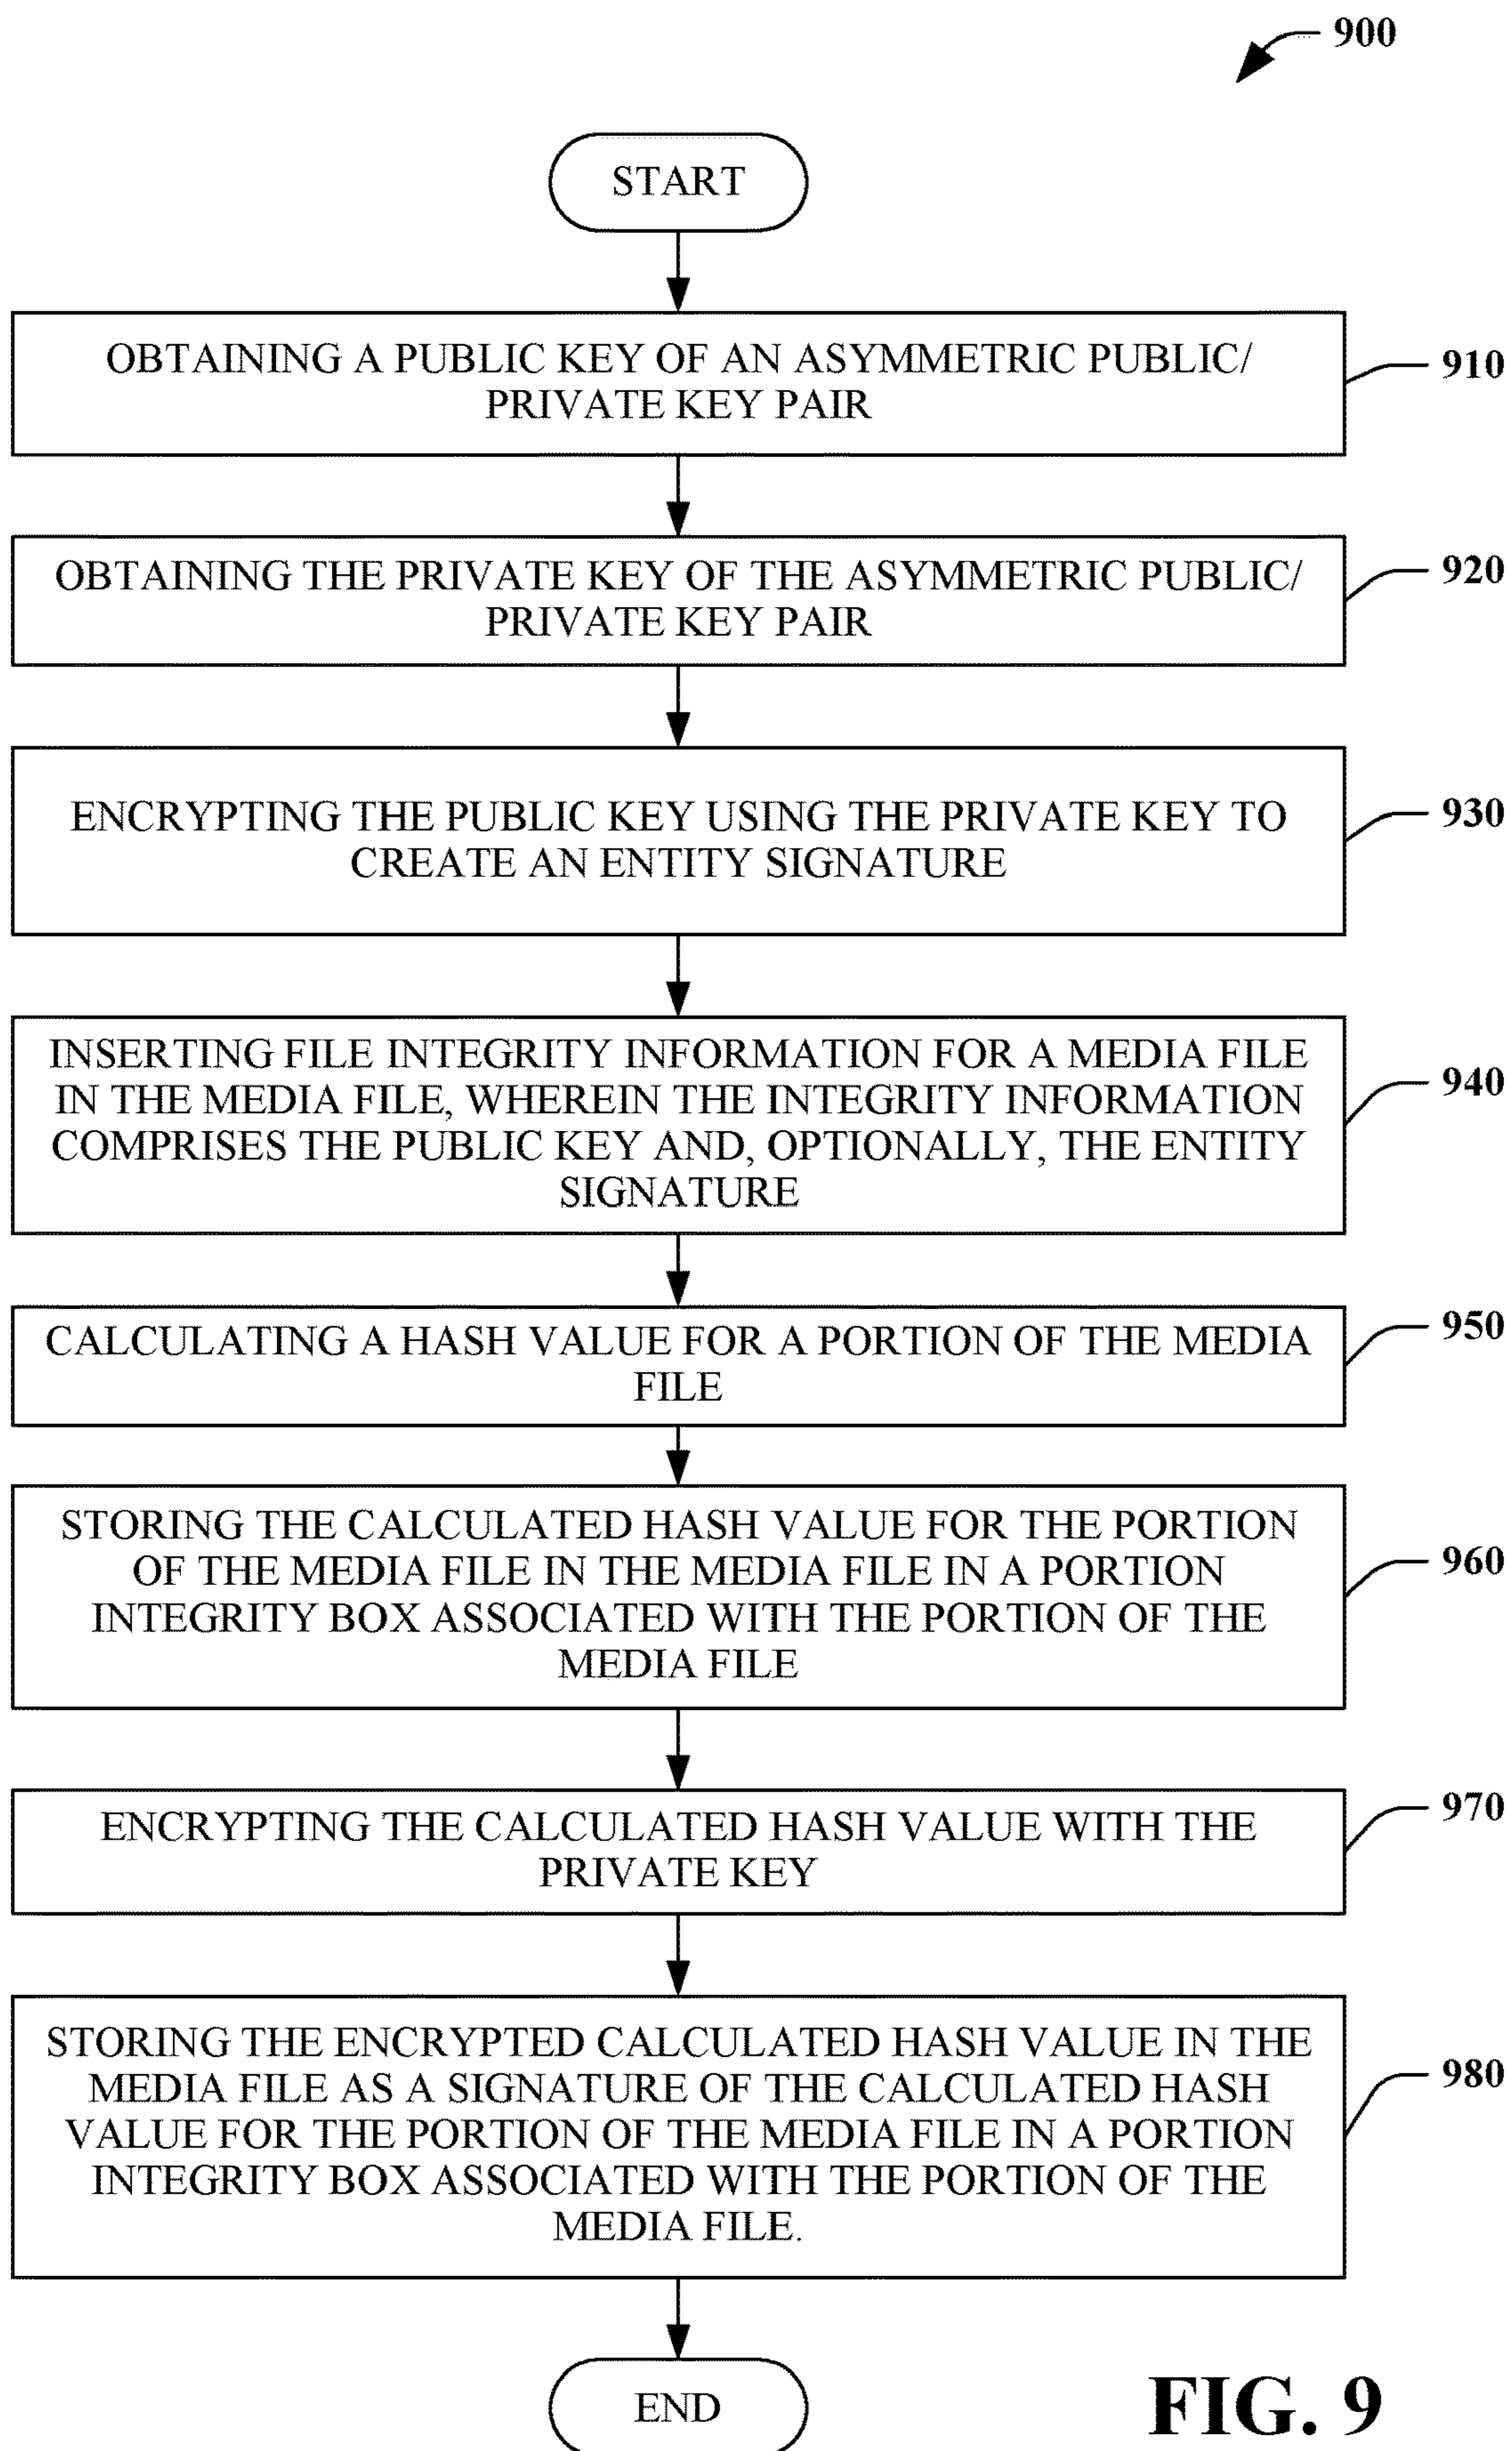 900
START
OBTAINING A PUBLIC KEY OF AN ASYMMETRIC PUBLIC/
PRIVATE KEY PAIR
910
OBTAINING THE PRIVATE KEY OF THE ASYMMETRIC PUBLIC/
PRIVATE KEY PAIR
920
ENCRYPTING THE PUBLIC KEY USING THE PRIVATE KEY TO
CREATE AN ENTITY SIGNATURE
930
INSERTING FILE INTEGRITY INFORMATION FOR A MEDIA FILE
IN THE MEDIA FILE, WHEREIN THE INTEGRITY INFORMATION
COMPRISES THE PUBLIC KEY AND, OPTIONALLY, THE ENTITY
SIGNATURE
940
CALCULATING A HASH VALUE FOR A PORTION OF THE MEDIA
FILE
950
STORING THE CALCULATED HASH VALUE FOR THE PORTION
OF THE MEDIA FILE IN THE MEDIA FILE IN A PORTION
INTEGRITY BOX ASSOCIATED WITH THE PORTION OF THE
MEDIA FILE
960
ENCRYPTING THE CALCULATED HASH VALUE WITH THE
PRIVATE KEY
970
STORING THE ENCRYPTED CALCULATED HASH VALUE IN THE
MEDIA FILE AS A SIGNATURE OF THE CALCULATED HASH
VALUE FOR THE PORTION OF THE MEDIA FILE IN A PORTION
INTEGRITY BOX ASSOCIATED WITH THE PORTION OF THE
MEDIA FILE.
980
END
FIG. 9